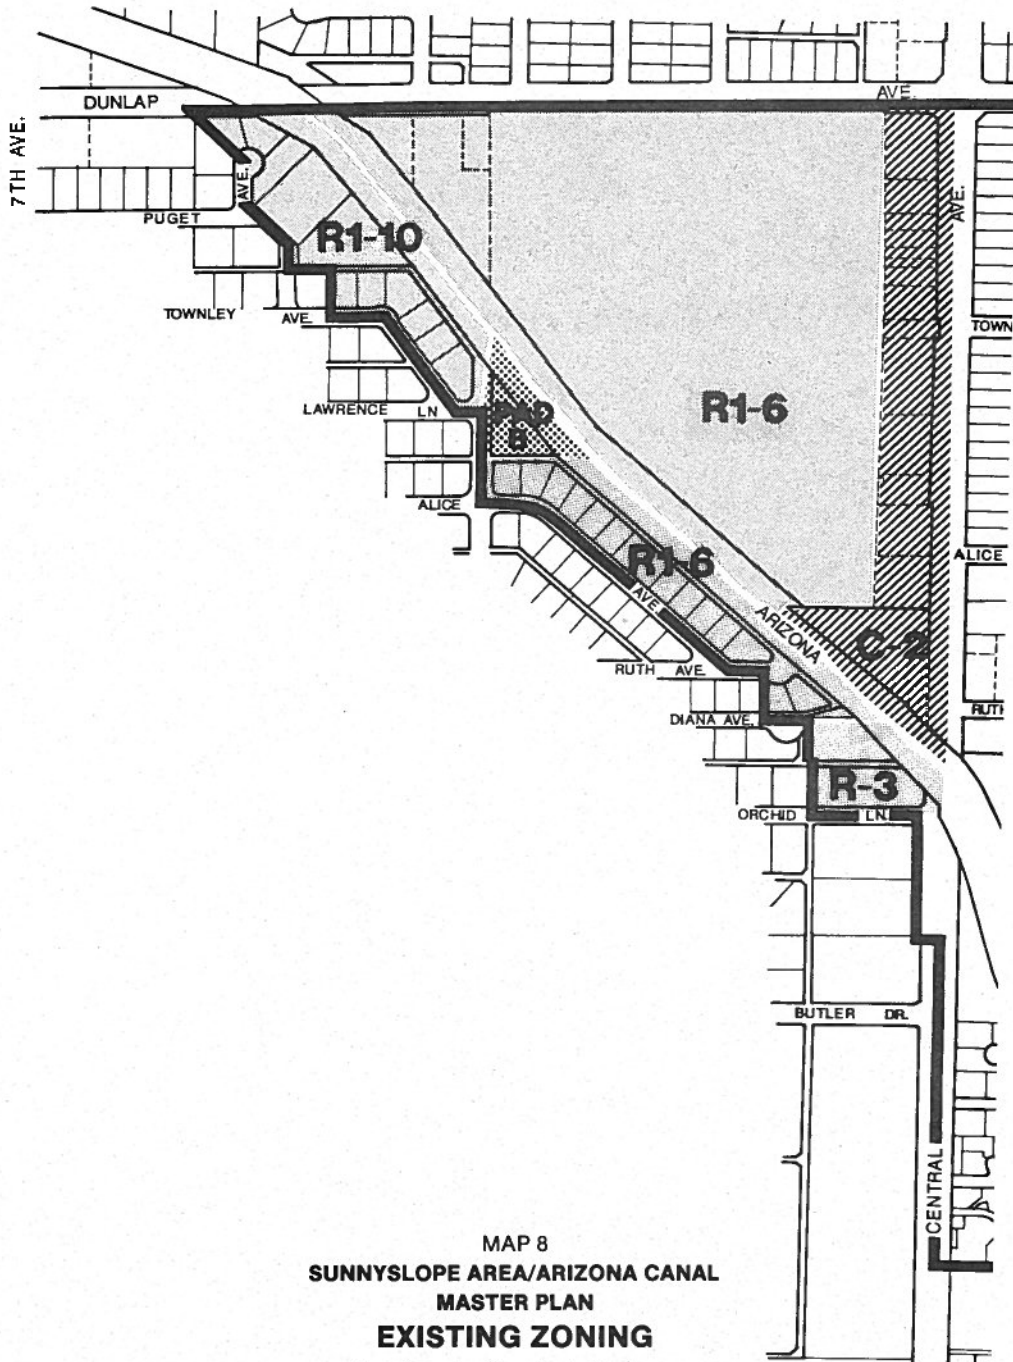 AVE.
DUNLAP
7TH AVE.
AVE.
AVE.
PUGET
R1-10
TOWNLEY AVE.
TOWN
LAWRENCE LN
R1-6
PAD
ALICE
R1-6
ALICE
AVE.
ARIZONA
C-2
RUTH AVE.
DIANA AVE.
RUTH
R-3
ORCHID LN.
BUTLER DR.
CENTRAL
MAP 8
SUNNYSLOPE AREA/ARIZONA CANAL
MASTER PLAN
EXISTING ZONING